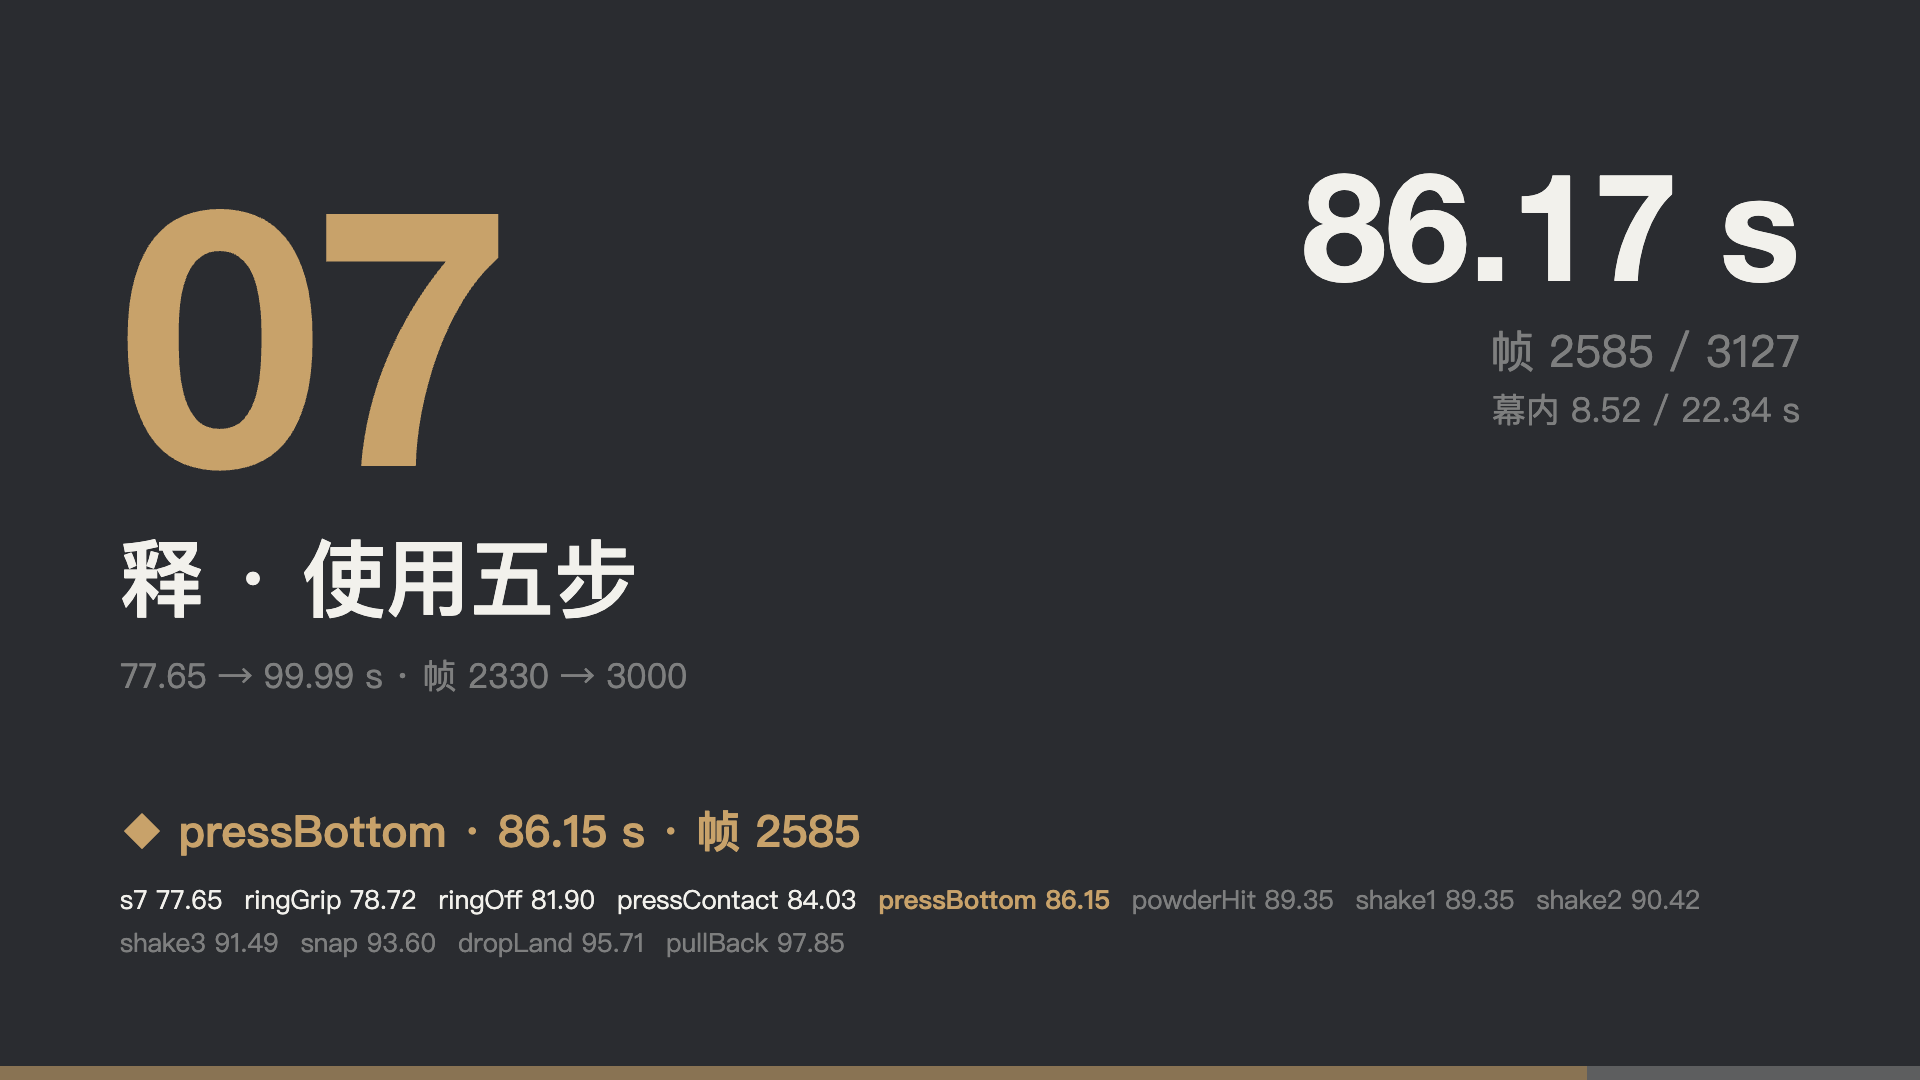 07
86.17 s
帧 2585 / 3127
幕内 8.52 / 22.34 s
释 · 使用五步
77.65 → 99.99 s · 帧 2330 → 3000
◆ pressBottom · 86.15 s · 帧 2585
s7 77.65 ringGrip 78.72 ringOff 81.90 pressContact 84.03 pressBottom 86.15 powderHit 89.35 shake1 89.35 shake2 90.42
shake3 91.49 snap 93.60 dropLand 95.71 pullBack 97.85